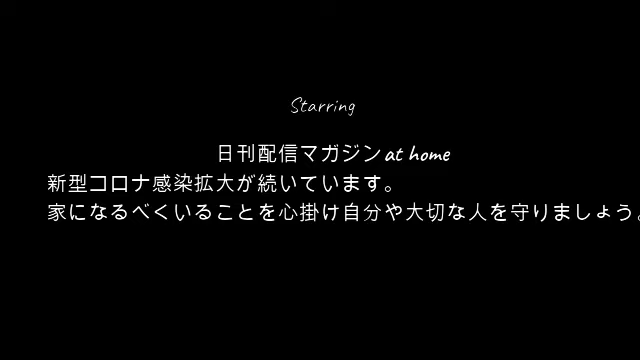 Starring
日刊配信マガジンat home
新型コロナ感染拡大が続いています。
家になるべくいることを心掛け自分や大切な人を守りましょう。